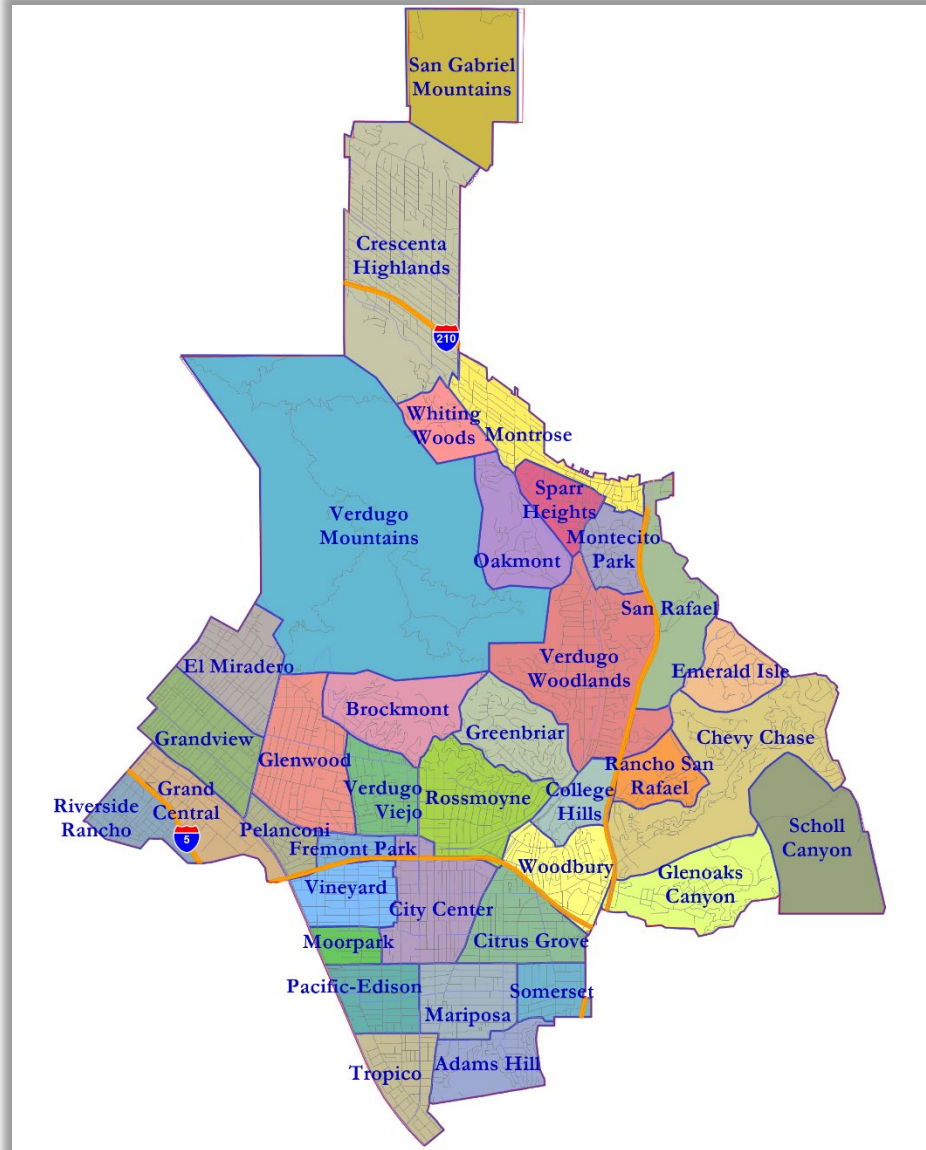 San Gabriel
Mountains
Crescenta
Highlands
210
Whiting
Woods
Montrose
Sparr
Heights
Verdugo
Mountains
Oakmont
Montecito
Park
San Rafael
El Miradero
Verdugo
Woodlands
Emerald Isle
Brockmont
Greenbriar
Chevy Chase
Grandview
Glenwood
Rancho San
Rafael
Verdugo
Viejo
Rossmoyne
College
Hills
Grand
Central
Riverside
Rancho
5
Pelanconi
Fremont Park
Scholl
Canyon
Woodbury
Glenoaks
Canyon
Vineyard
City Center
Moorpark
Citrus Grove
Pacific-Edison
Somerset
Mariposa
Tropico
Adams Hill